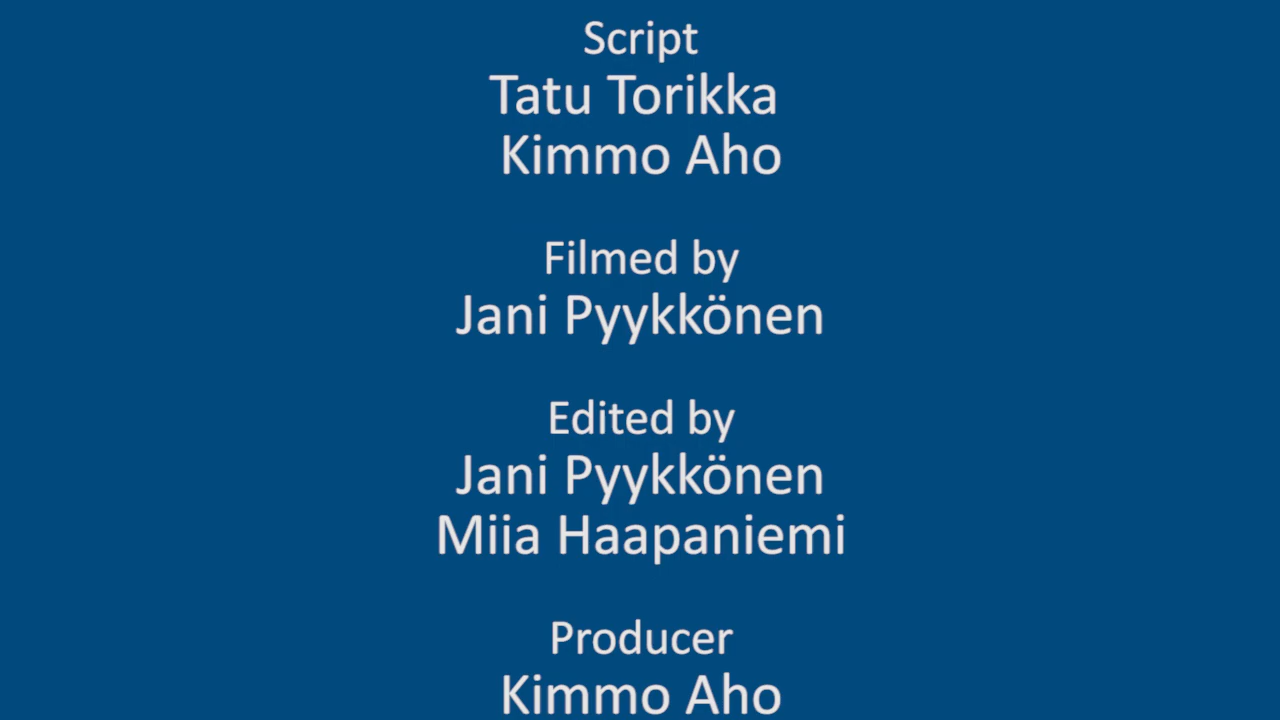 Script
Tatu Torikka
Kimmo Aho
Filmed by
Jani Pyykkönen
Edited by
Jani Pyykkönen
Miia Haapaniemi
Producer
Kimmo Aho